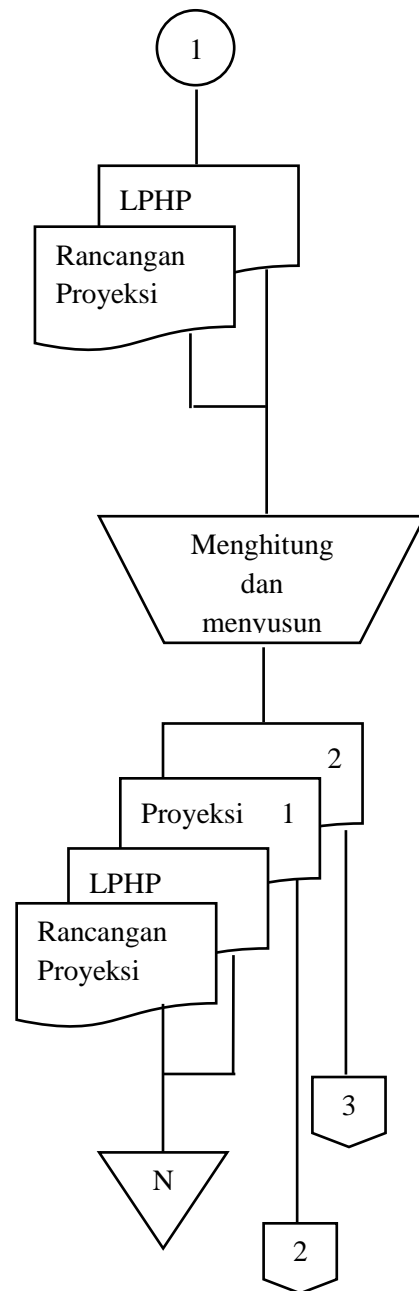 1
LPHP
Rancangan
Proyeksi
Menghitung
dan
menyusun
2
Proyeksi 1
LPHP
Rancangan
Proyeksi
3
N
2